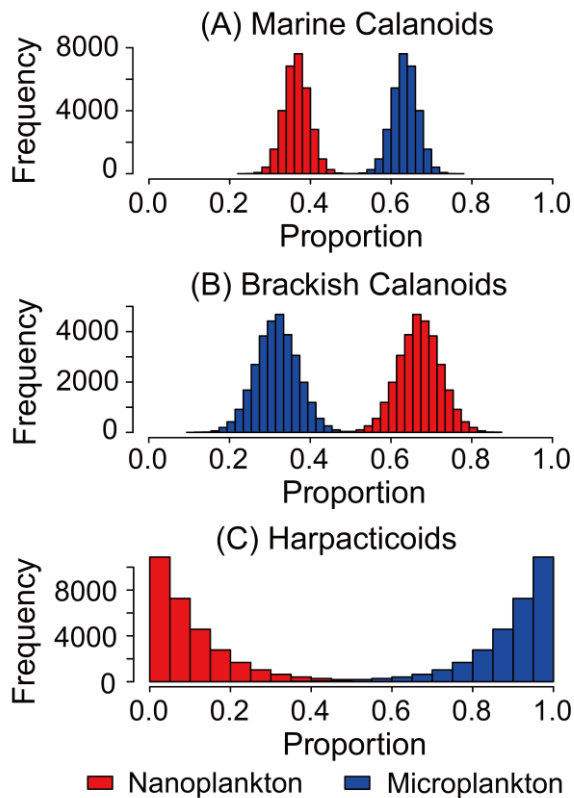 (A) Marine Calanoids
Frequency
8000
4000
0
0.0 0.2 0.4 0.6 0.8 1.0
Proportion
(B) Brackish Calanoids
Frequency
4000
2000
0
0.0 0.2 0.4 0.6 0.8 1.0
Proportion
(C) Harpacticoids
Frequency
8000
4000
0
0.0 0.2 0.4 0.6 0.8 1.0
Proportion
Nanoplankton Microplankton